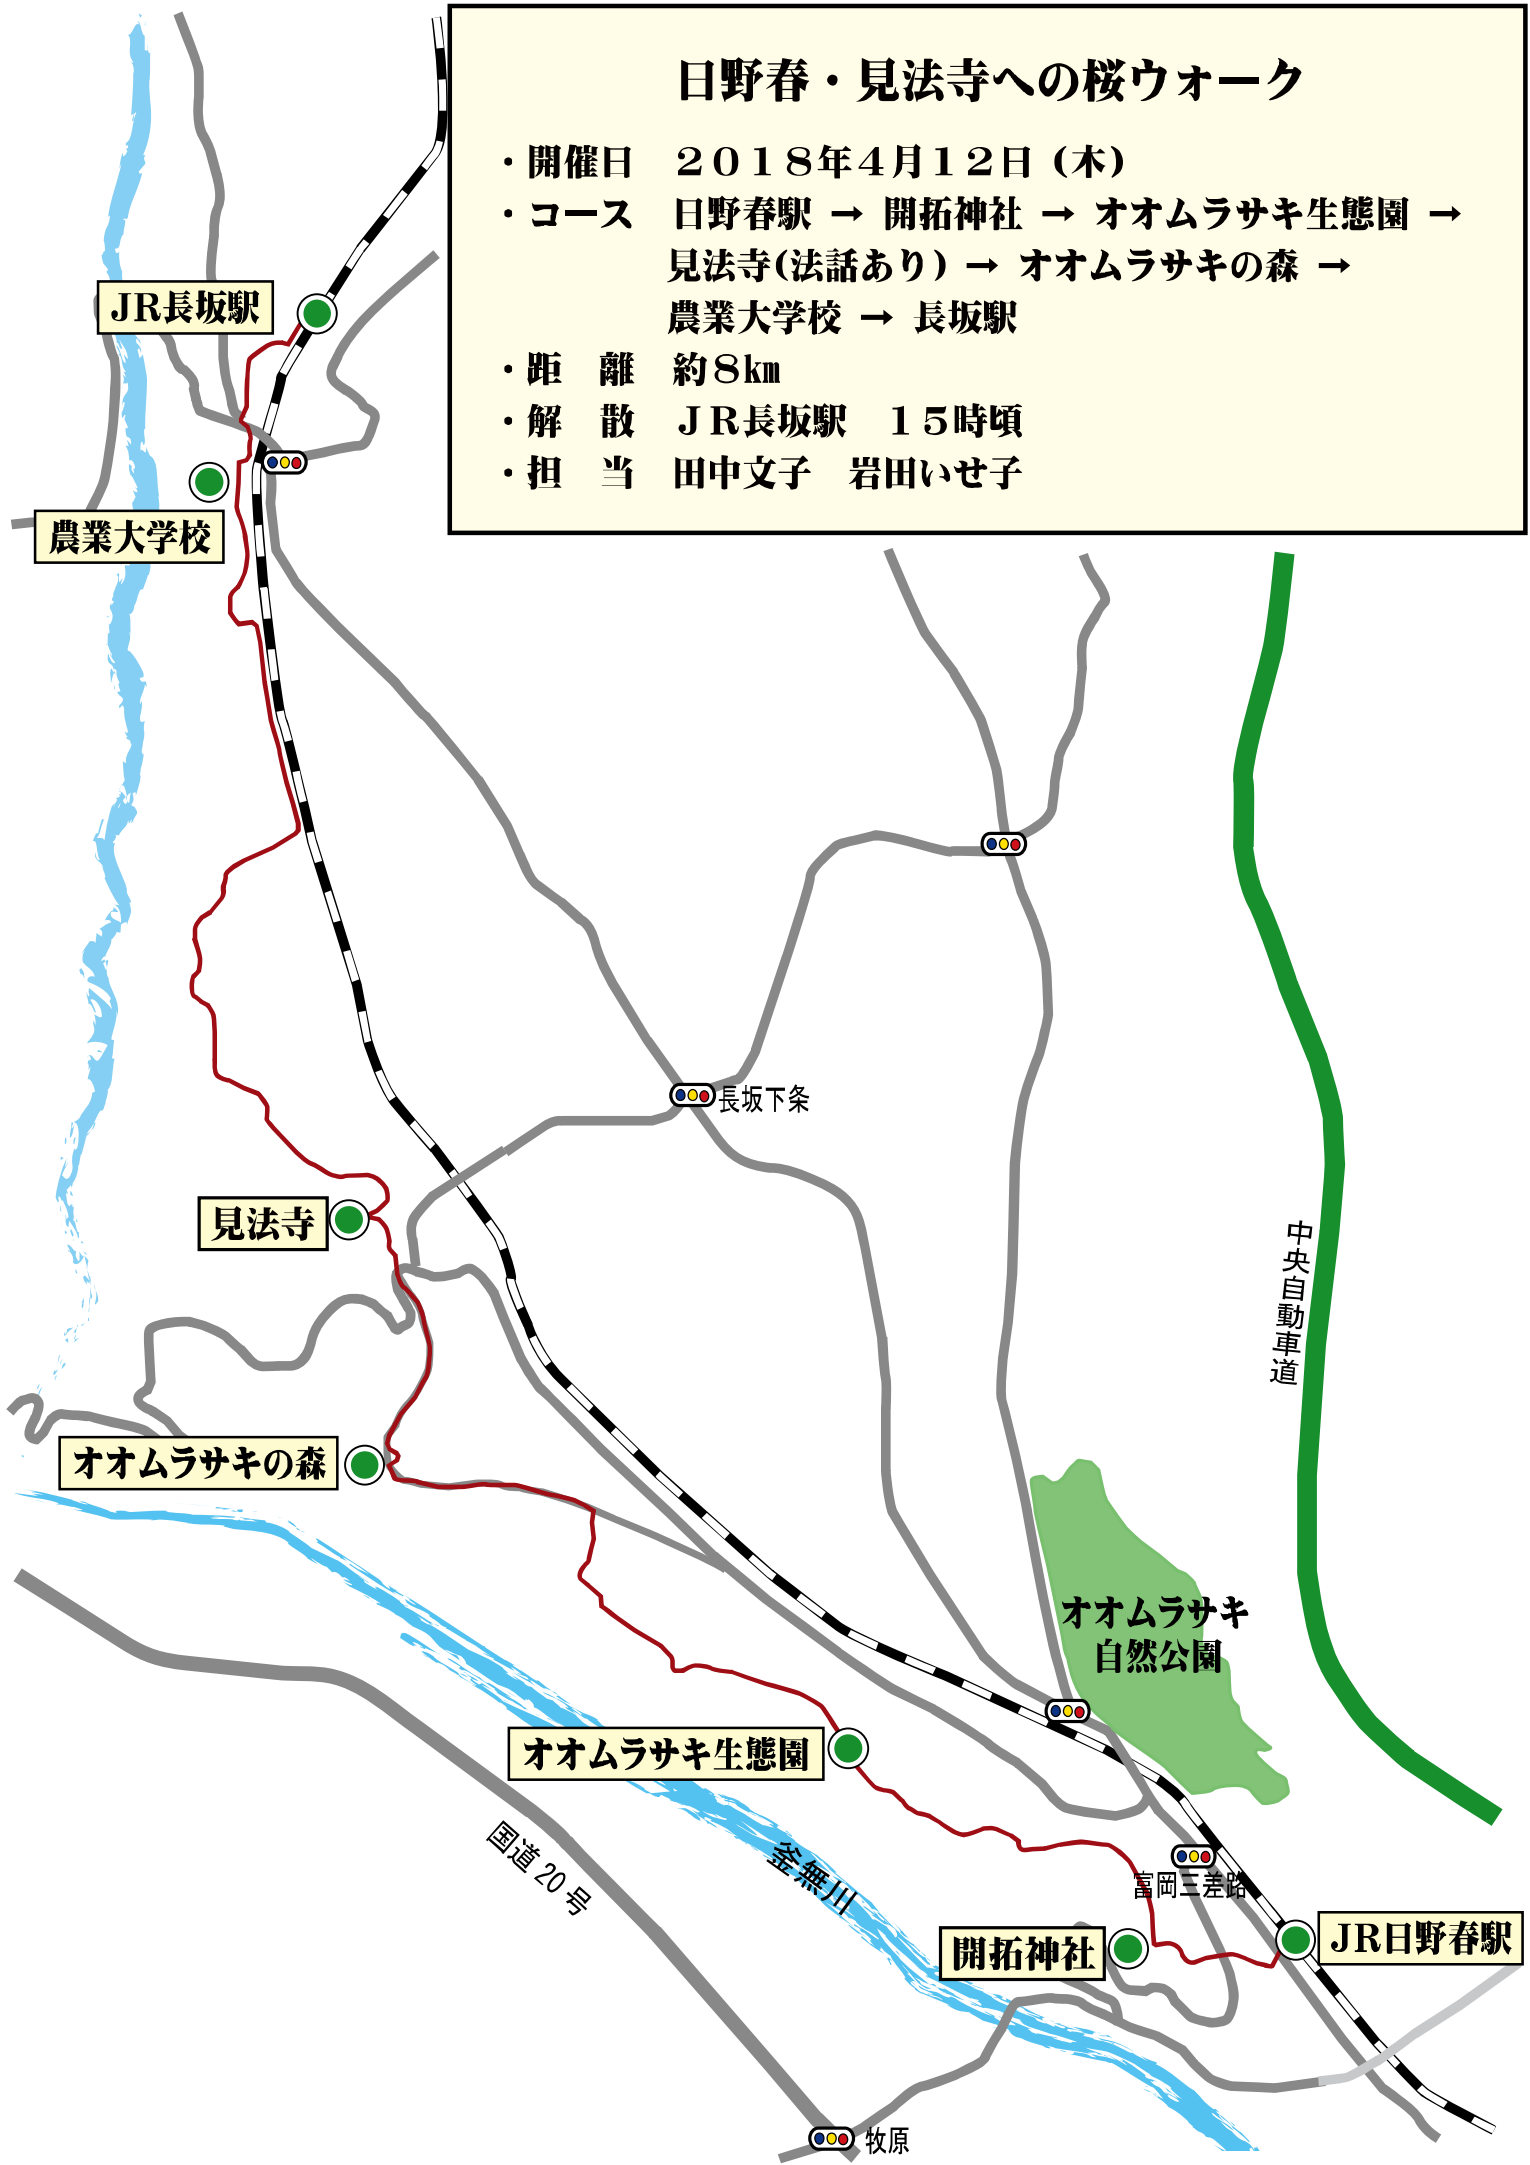 日野春・見法寺への桜ウォーク
・開催日　２０１８年４月１２日（木）
・コース　日野春駅 → 開拓神社 → オオムラサキ生態園 →
見法寺(法話あり) → オオムラサキの森 →
農業大学校 → 長坂駅
・距　離　約８㎞
・解　散　ＪＲ長坂駅　１５時頃
・担　当　田中文子　岩田いせ子
JR長坂駅
農業大学校
長坂下条
見法寺
中央自動車道
オオムラサキの森
オオムラサキ
自然公園
オオムラサキ生態園
国道 20 号
釜無川
富岡三差路
JR日野春駅
開拓神社
牧原